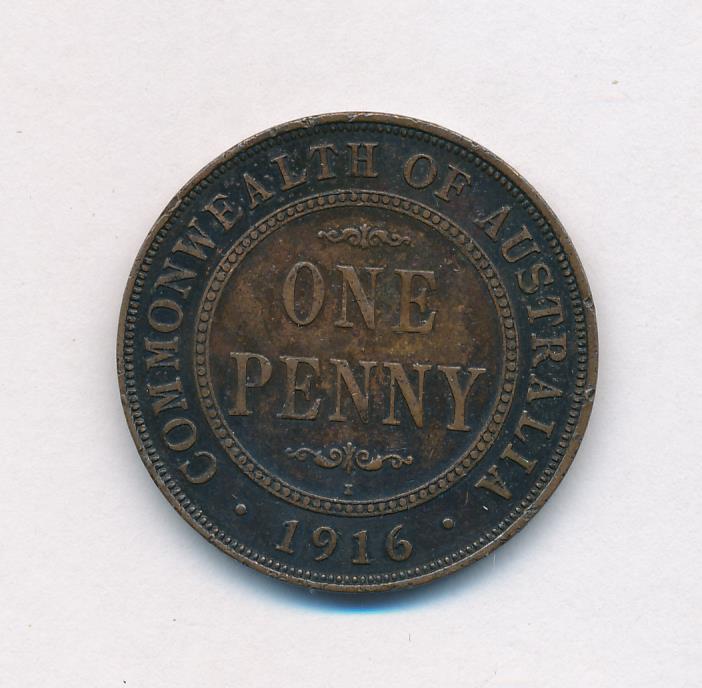 COMMONWEALTH OF AUSTRALIA
ONE
PENNY
I
· 1916 ·